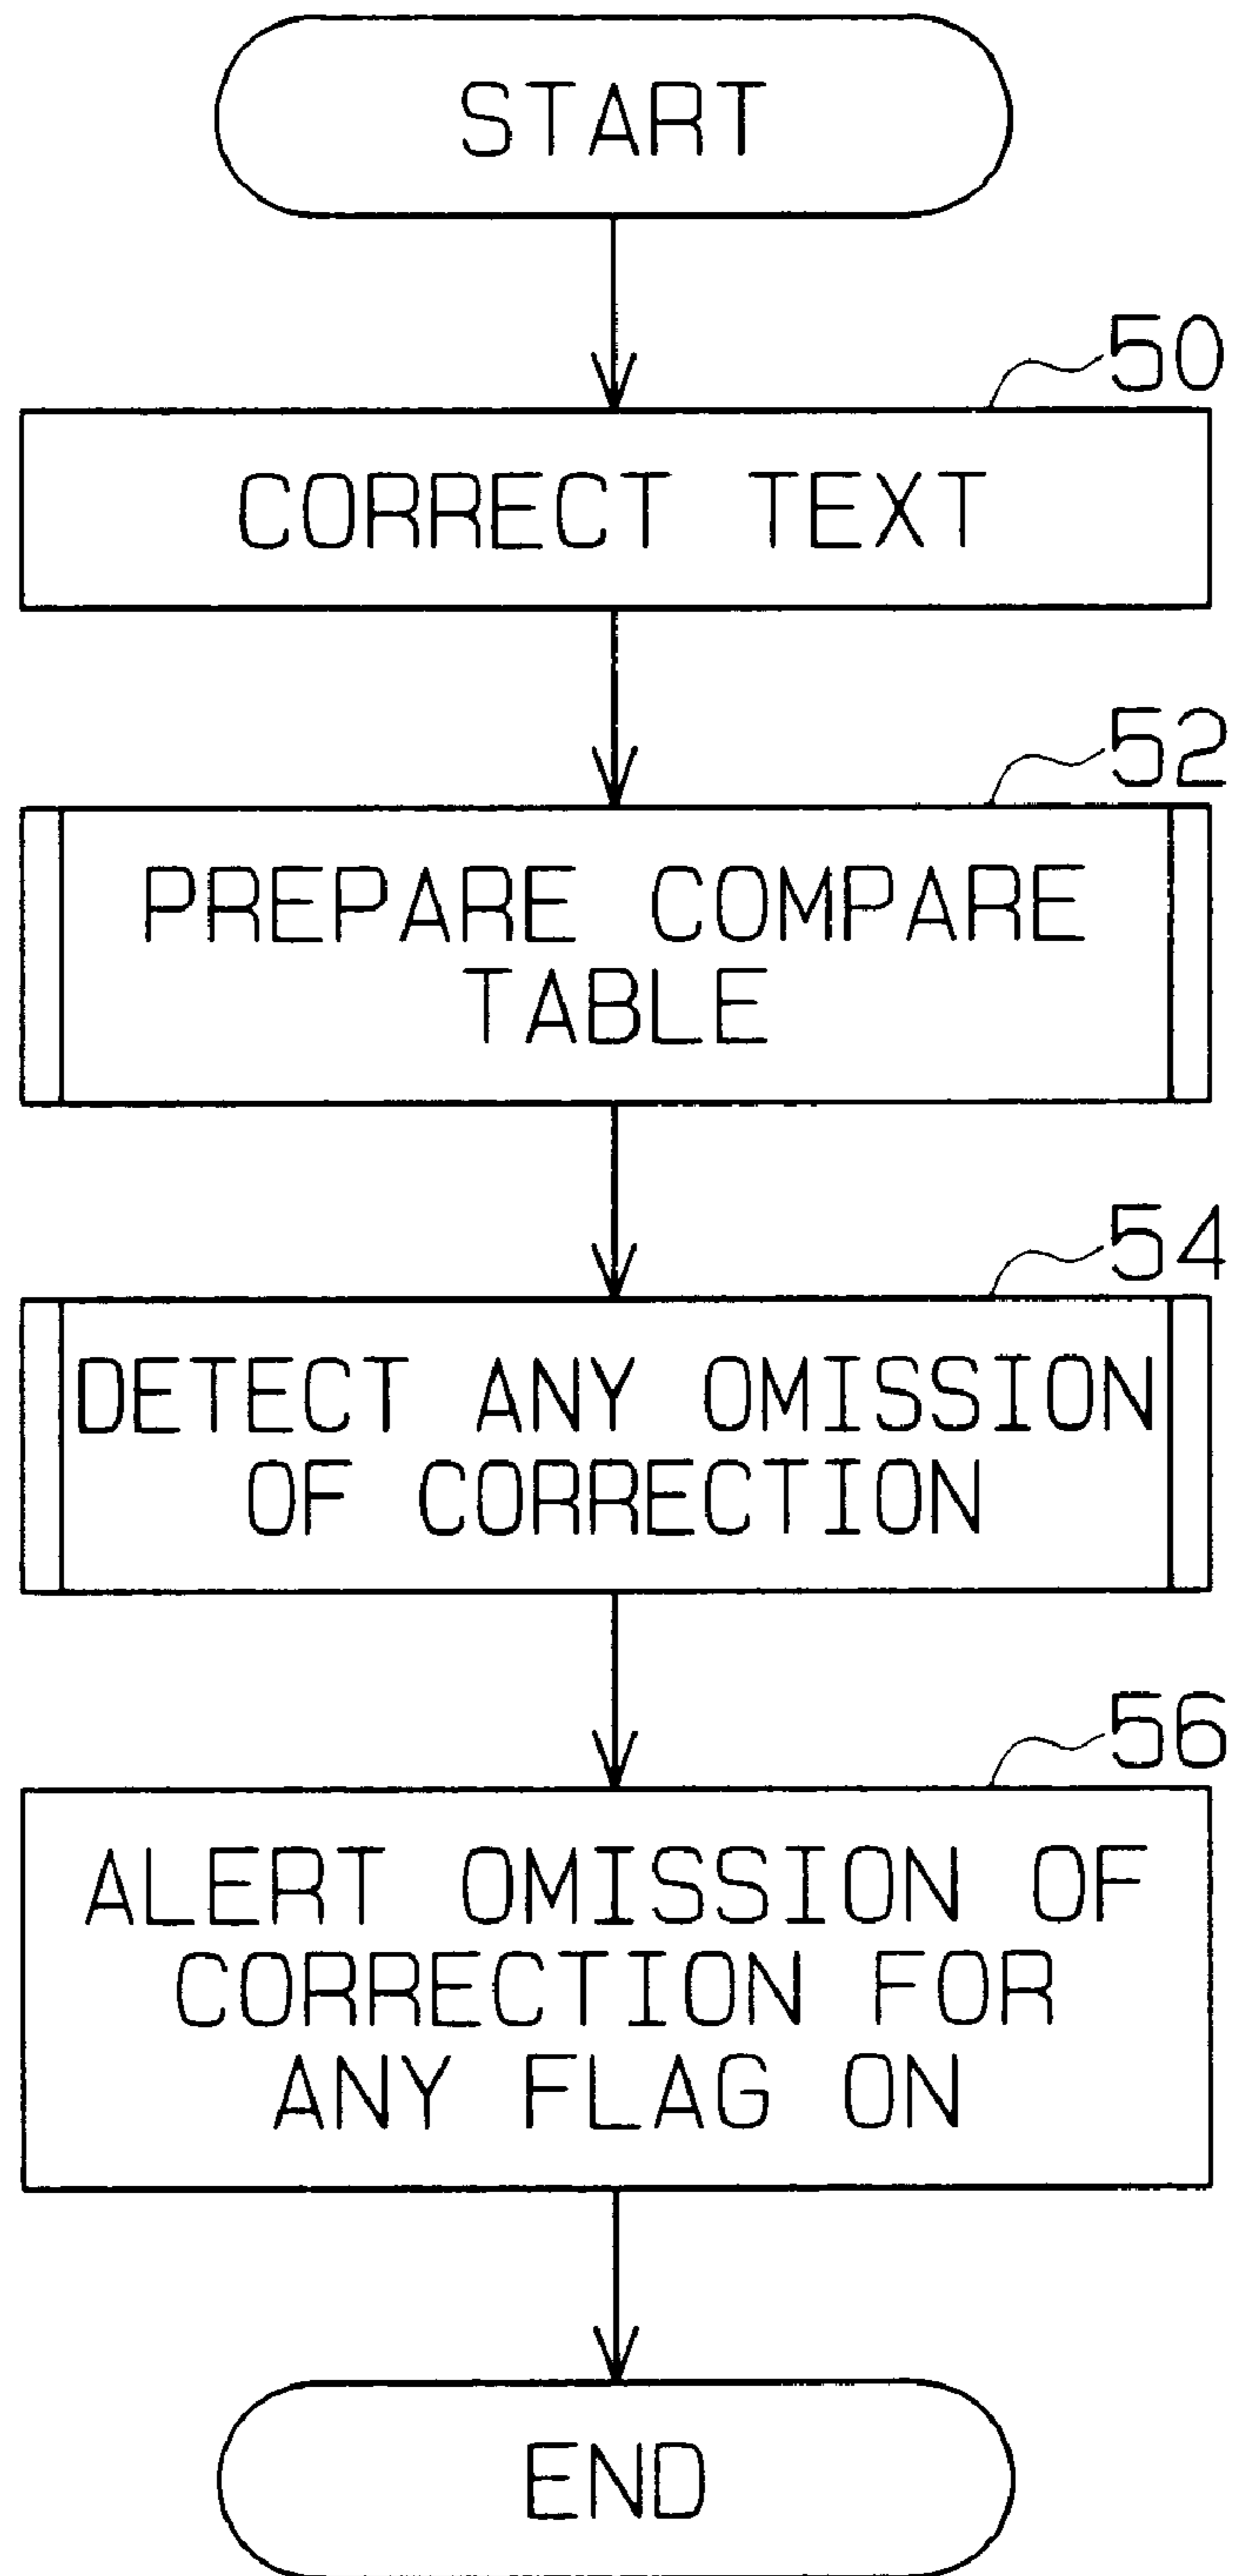 START
50
CORRECT TEXT
52
PREPARE COMPARE
TABLE
54
DETECT ANY OMISSION
OF CORRECTION
56
ALERT OMISSION OF
CORRECTION FOR
ANY FLAG ON
END